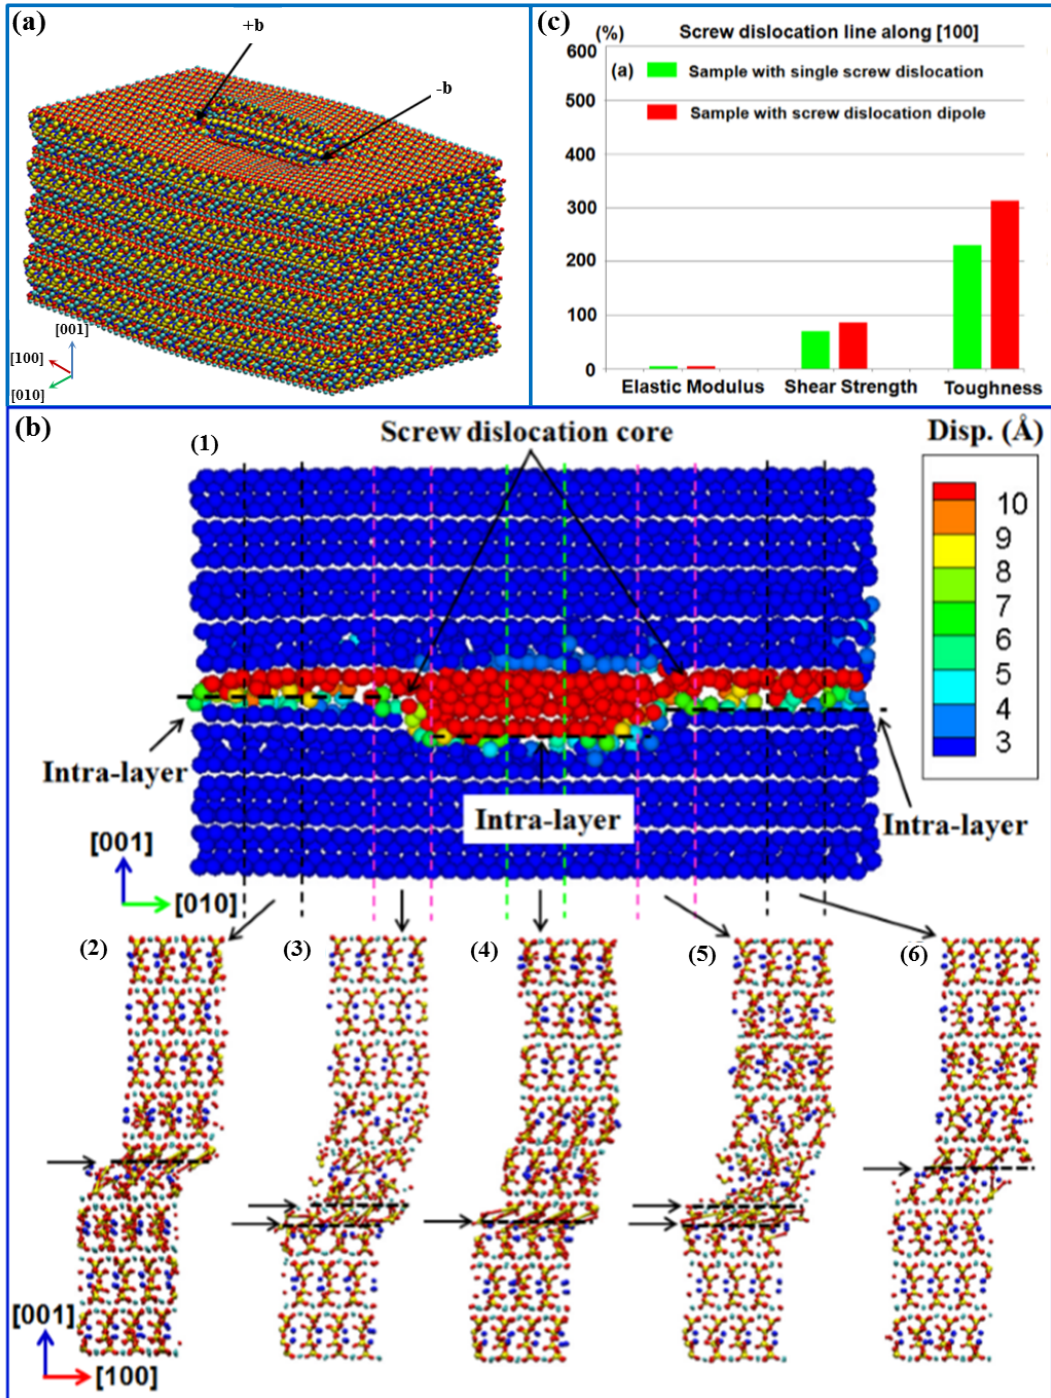 (a)
+b
-b
[001]
[100]
[010]
(c)
(%)
Screw dislocation line along [100]
600
(a)
Sample with single screw dislocation
500
Sample with screw dislocation dipole
400
300
200
100
0
Elastic Modulus
Shear Strength
Toughness
(b)
(1)
Screw dislocation core
Disp. (Å)
10
9
8
7
6
5
4
3
Intra-layer
Intra-layer
Intra-layer
[001]
[010]
(2)
(3)
(4)
(5)
(6)
[001]
[100]